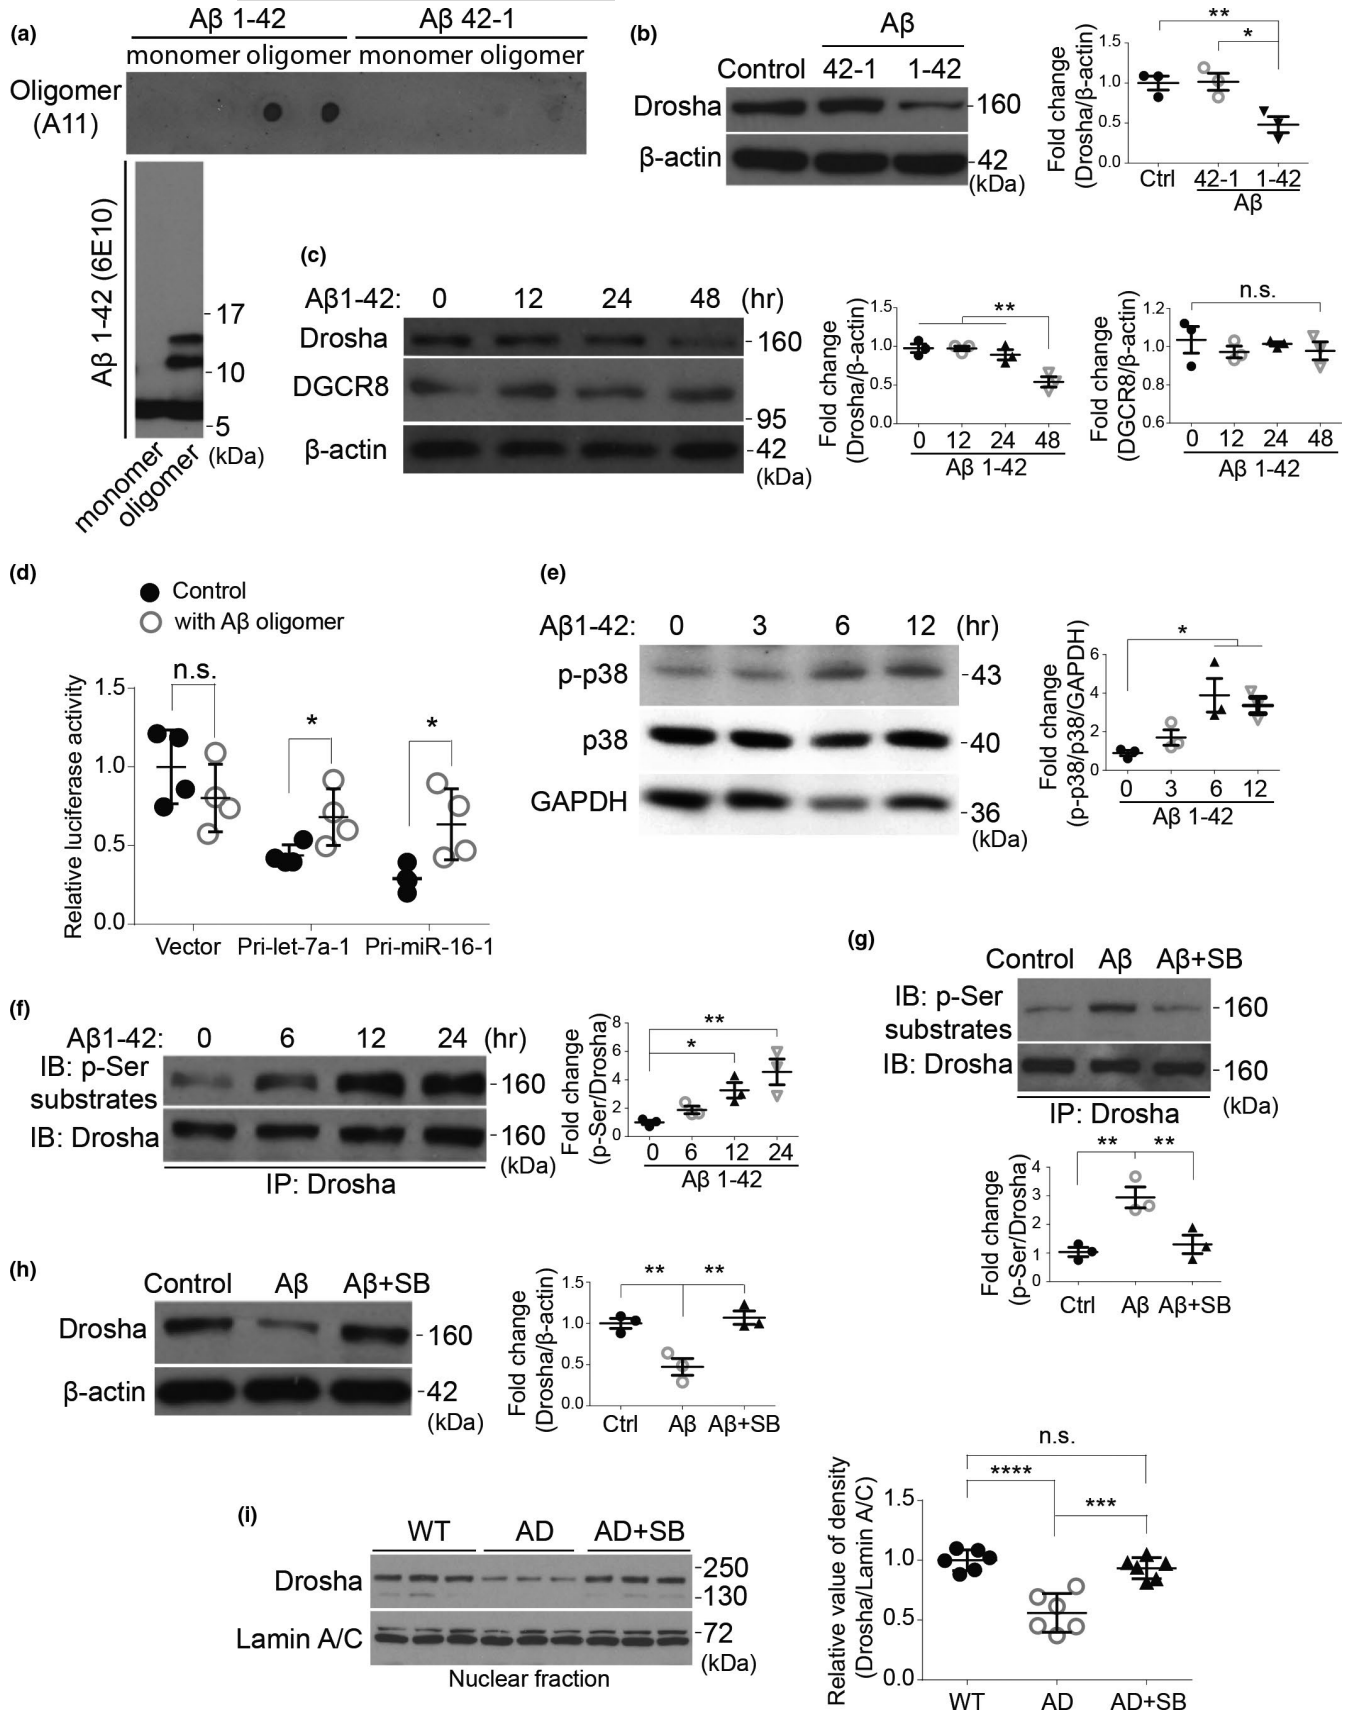 (a)
Aβ 1-42 Aβ 42-1
monomer oligomer monomer oligomer
Oligomer
(A11)
Aβ 1-42 (6E10)
-17
-10
-5
(kDa)
monomer
oligomer
(b)
Aβ
Control 42-1 1-42
Drosha -160
β-actin -42
(kDa)
Fold change
(Drosha/β-actin)
** *
1.5
1.0
0.5
0.0
Ctrl 42-1 1-42
Aβ
(c)
Aβ1-42: 0 12 24 48 (hr)
Drosha -160
DGCR8
-95
β-actin -42
(kDa)
Fold change
(Drosha/β-actin)
**
1.5
1.0
0.5
0.0
0 12 24 48
Aβ 1-42
Fold change
(DGCR8/β-actin)
n.s.
1.2
1.0
0.8
0.6
0 12 24 48
Aβ 1-42
(d)
Control
with Aβ oligomer
Relative luciferase activity
n.s. * *
1.5
1.0
0.5
0.0
Vector Pri-let-7a-1 Pri-miR-16-1
(e)
Aβ1-42: 0 3 6 12 (hr)
p-p38 -43
p38 -40
GAPDH -36
(kDa)
Fold change
(p-p38/p38/GAPDH)
*
6
4
2
0
0 3 6 12
Aβ 1-42
(f)
Aβ1-42: 0 6 12 24 (hr)
IB: p-Ser
substrates -160
IB: Drosha -160
(kDa)
IP: Drosha
Fold change
(p-Ser/Drosha)
**
*
8
6
4
2
0
0 6 12 24
Aβ 1-42
(g)
Control Aβ Aβ+SB
IB: p-Ser
substrates -160
IB: Drosha -160
(kDa)
IP: Drosha
Fold change
(p-Ser/Drosha)
** **
4
3
2
1
0
Ctrl Aβ Aβ+SB
(h)
Control Aβ Aβ+SB
Drosha -160
β-actin -42
(kDa)
Fold change
(Drosha/β-actin)
** **
1.5
1.0
0.5
0.0
Ctrl Aβ Aβ+SB
(i)
WT AD AD+SB
Drosha -250
-130
Lamin A/C -72
(kDa)
Nuclear fraction
Relative value of density
(Drosha/Lamin A/C)
n.s.
****
***
1.5
1.0
0.5
0.0
WT AD AD+SB